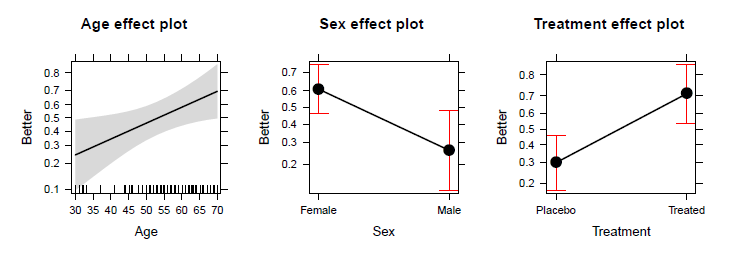 Age effect plot
Better
0.8
0.7
0.6
0.5
0.4
0.3
0.2
0.1
30 35 40 45 50 55 60 65 70
Age
Sex effect plot
Better
0.7
0.6
0.5
0.4
0.3
0.2
Female Male
Sex
Treatment effect plot
Better
0.8
0.7
0.6
0.5
0.4
0.3
0.2
Placebo Treated
Treatment